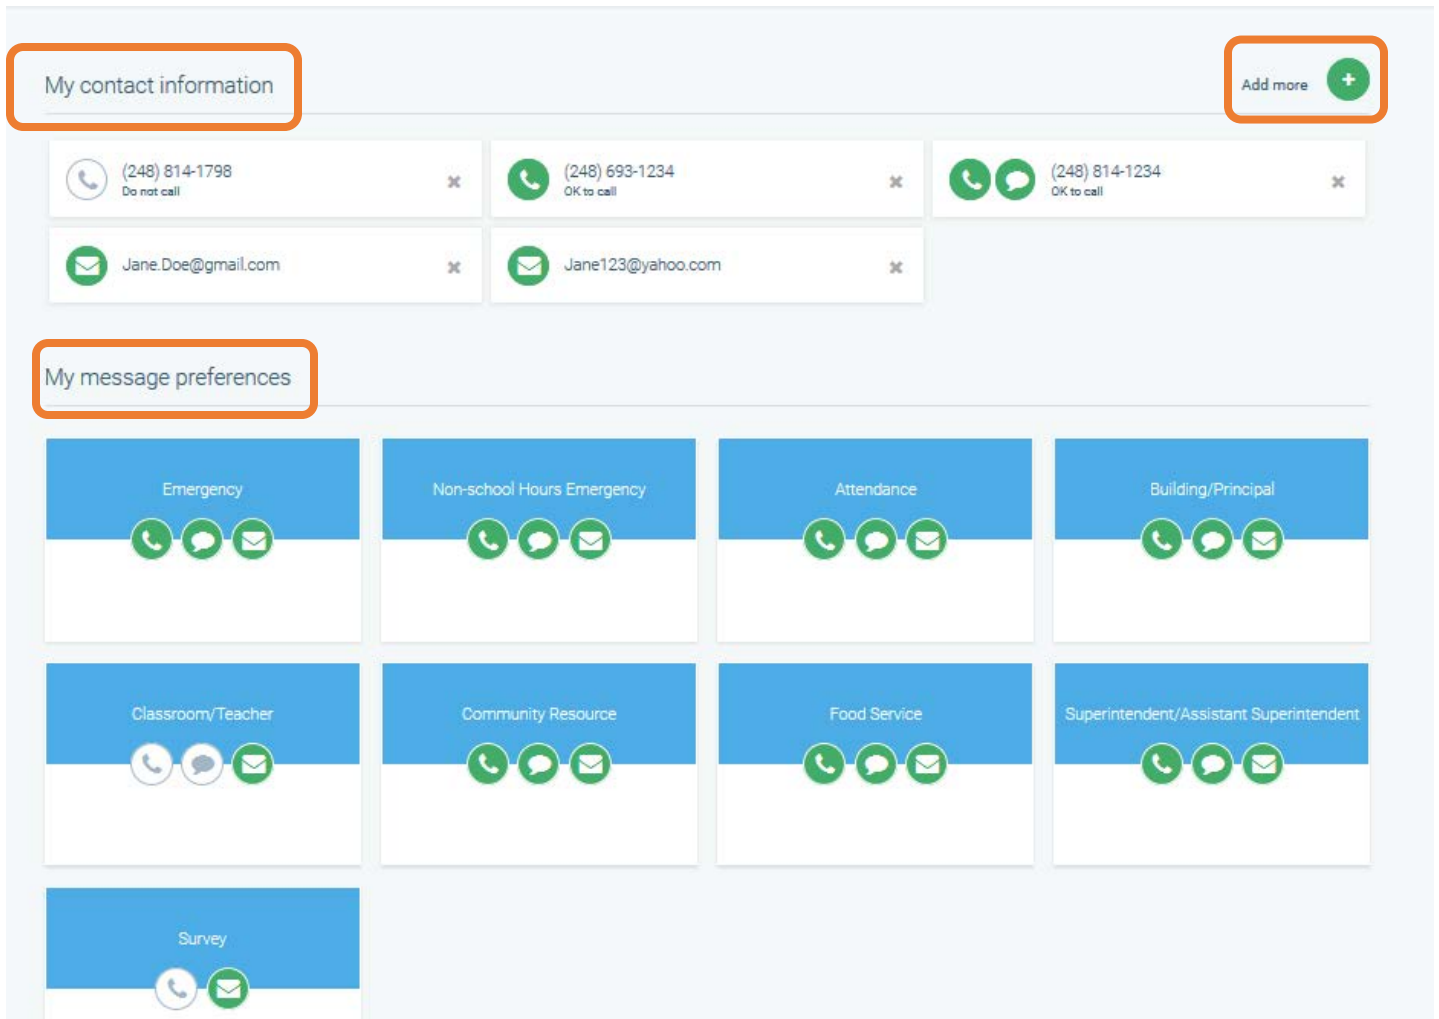 My contact information
Add more
(248) 814-1798
Do not call
(248) 693-1234
OK to call
(248) 814-1234
OK to call
Jane.Doe@gmail.com
Jane123@yahoo.com
My message preferences
Emergency
Non-school Hours Emergency
Attendance
Building/Principal
Classroom/Teacher
Community Resource
Food Service
Superintendent/Assistant Superintendent
Survey